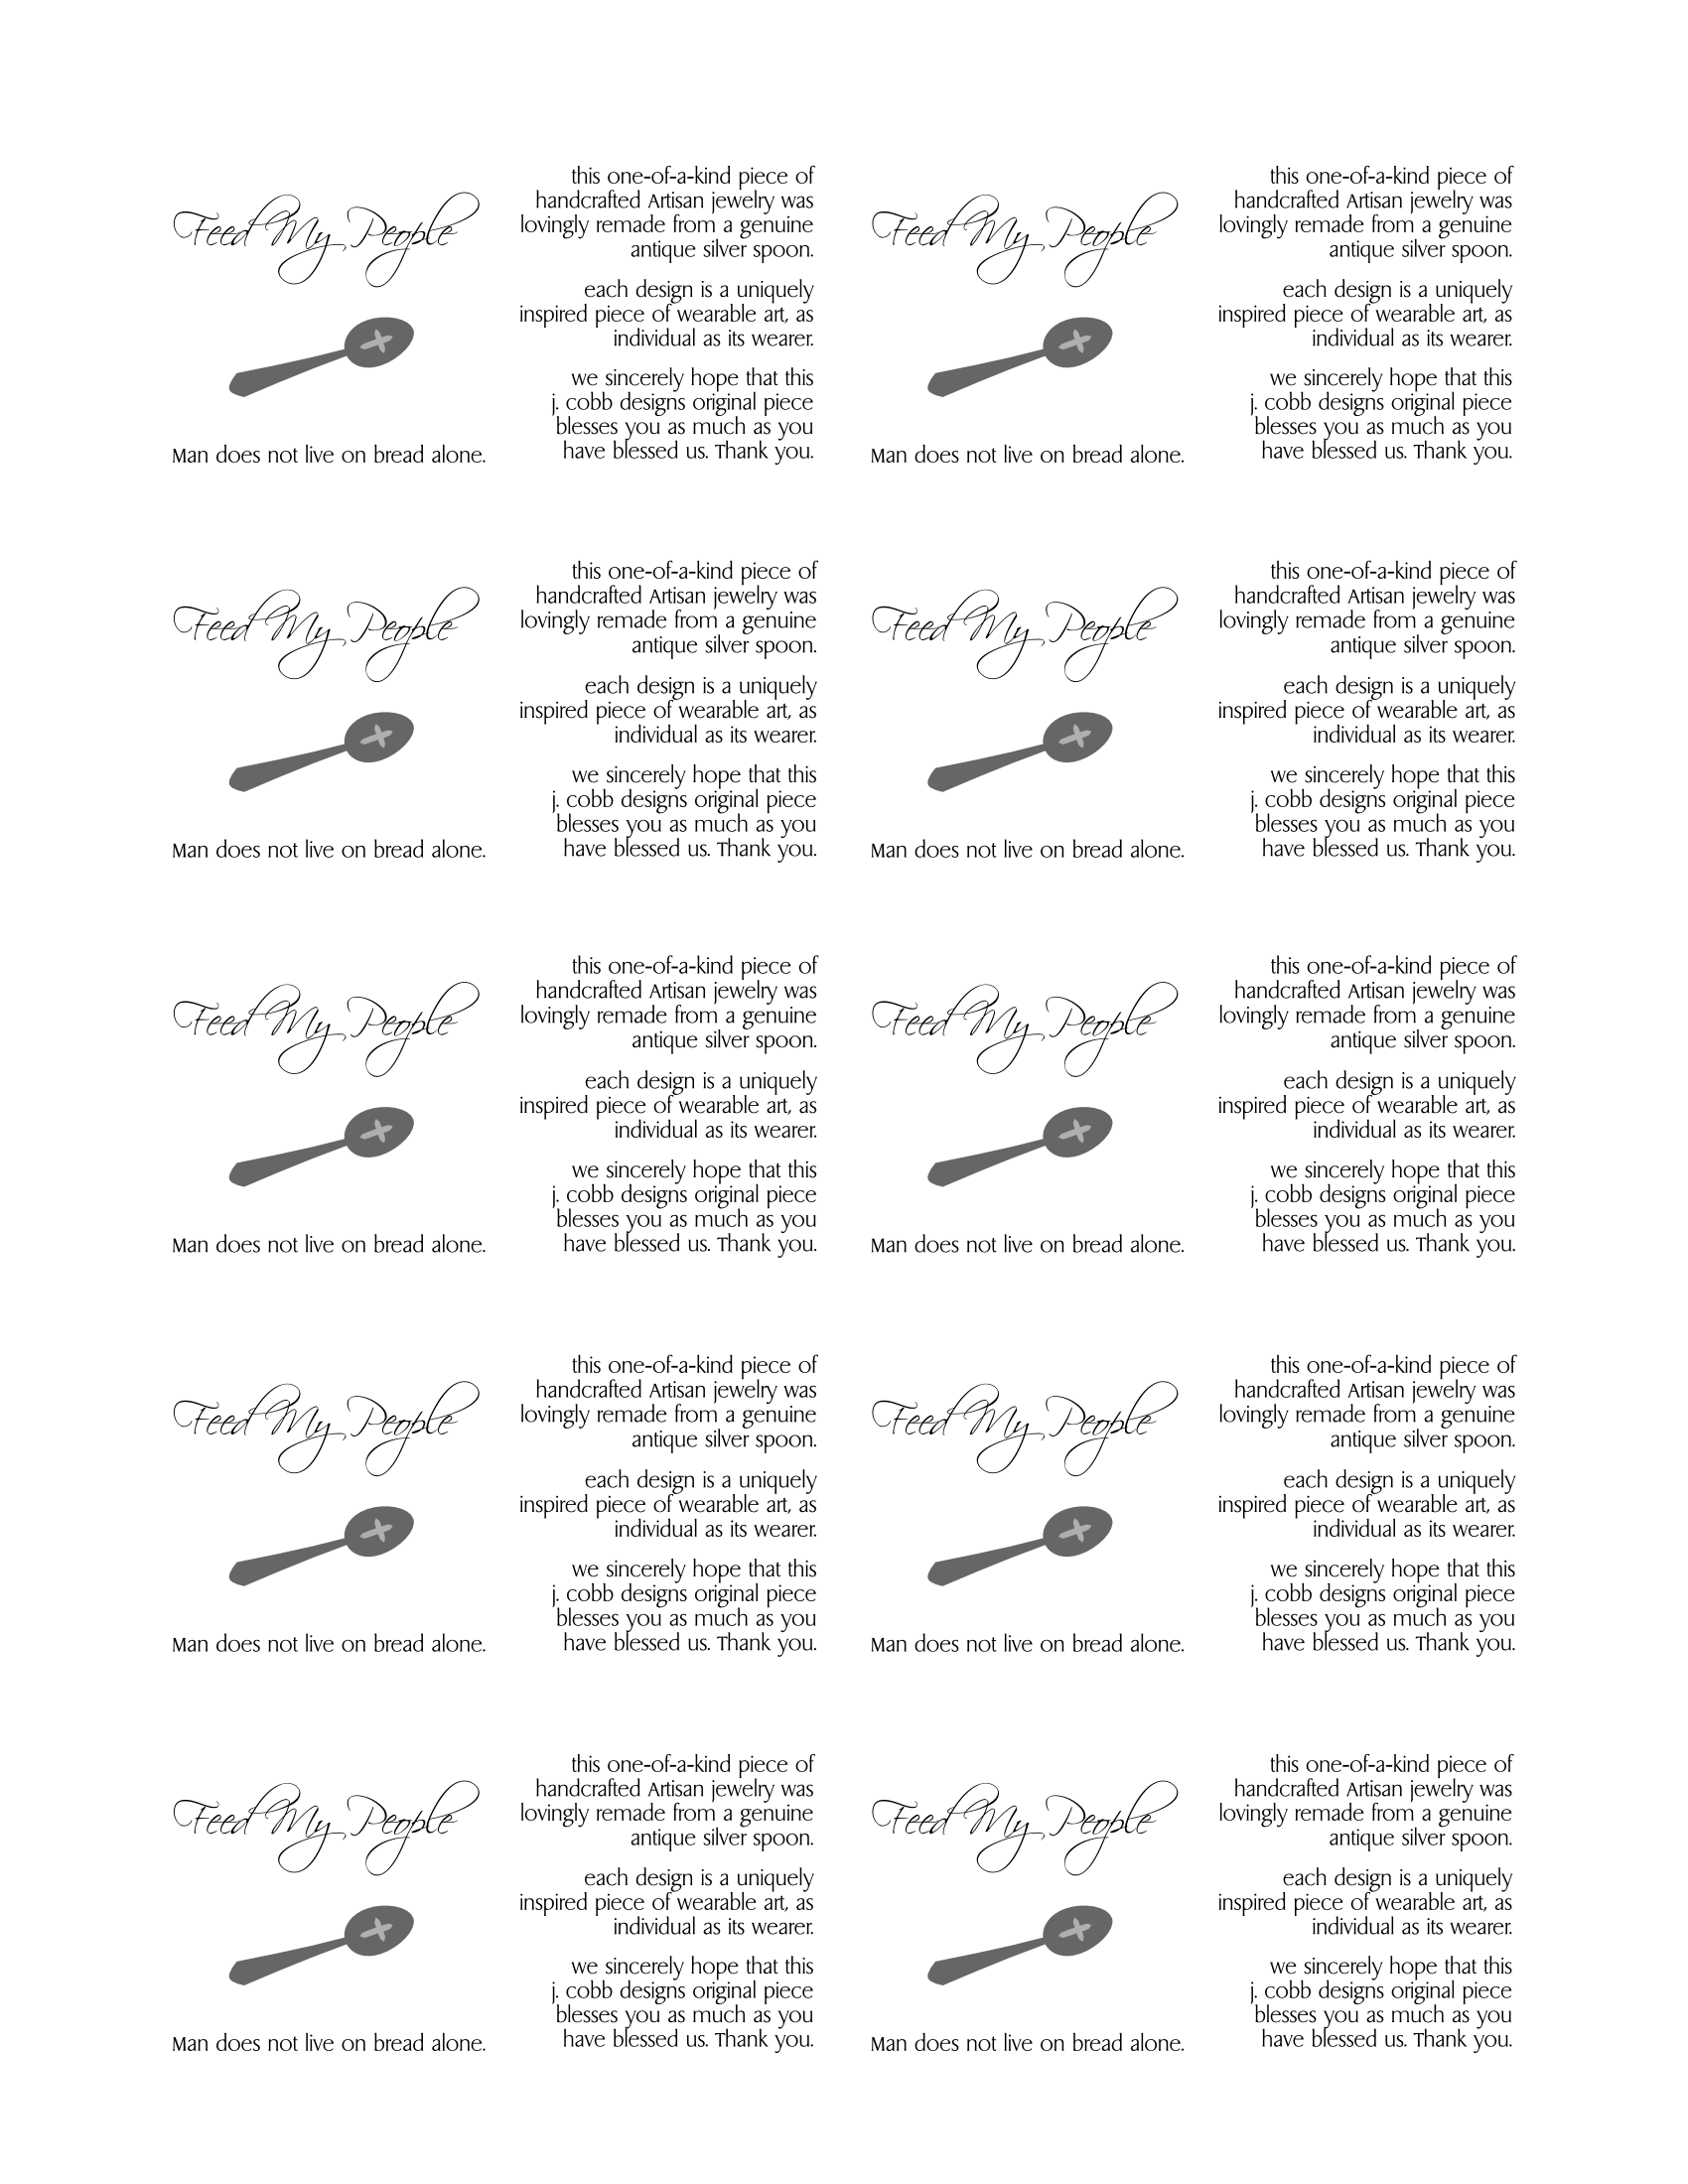 Feed My People
Man does not live on bread alone.
this one-of-a-kind piece of
handcrafted Artisan jewelry was
lovingly remade from a genuine
antique silver spoon.
each design is a uniquely
inspired piece of wearable art, as
individual as its wearer.
we sincerely hope that this
j. cobb designs original piece
blesses you as much as you
have blessed us. Thank you.
Feed My People
Man does not live on bread alone.
this one-of-a-kind piece of
handcrafted Artisan jewelry was
lovingly remade from a genuine
antique silver spoon.
each design is a uniquely
inspired piece of wearable art, as
individual as its wearer.
we sincerely hope that this
j. cobb designs original piece
blesses you as much as you
have blessed us. Thank you.
Feed My People
Man does not live on bread alone.
this one-of-a-kind piece of
handcrafted Artisan jewelry was
lovingly remade from a genuine
antique silver spoon.
each design is a uniquely
inspired piece of wearable art, as
individual as its wearer.
we sincerely hope that this
j. cobb designs original piece
blesses you as much as you
have blessed us. Thank you.
Feed My People
Man does not live on bread alone.
this one-of-a-kind piece of
handcrafted Artisan jewelry was
lovingly remade from a genuine
antique silver spoon.
each design is a uniquely
inspired piece of wearable art, as
individual as its wearer.
we sincerely hope that this
j. cobb designs original piece
blesses you as much as you
have blessed us. Thank you.
Feed My People
Man does not live on bread alone.
this one-of-a-kind piece of
handcrafted Artisan jewelry was
lovingly remade from a genuine
antique silver spoon.
each design is a uniquely
inspired piece of wearable art, as
individual as its wearer.
we sincerely hope that this
j. cobb designs original piece
blesses you as much as you
have blessed us. Thank you.
Feed My People
Man does not live on bread alone.
this one-of-a-kind piece of
handcrafted Artisan jewelry was
lovingly remade from a genuine
antique silver spoon.
each design is a uniquely
inspired piece of wearable art, as
individual as its wearer.
we sincerely hope that this
j. cobb designs original piece
blesses you as much as you
have blessed us. Thank you.
Feed My People
Man does not live on bread alone.
this one-of-a-kind piece of
handcrafted Artisan jewelry was
lovingly remade from a genuine
antique silver spoon.
each design is a uniquely
inspired piece of wearable art, as
individual as its wearer.
we sincerely hope that this
j. cobb designs original piece
blesses you as much as you
have blessed us. Thank you.
Feed My People
Man does not live on bread alone.
this one-of-a-kind piece of
handcrafted Artisan jewelry was
lovingly remade from a genuine
antique silver spoon.
each design is a uniquely
inspired piece of wearable art, as
individual as its wearer.
we sincerely hope that this
j. cobb designs original piece
blesses you as much as you
have blessed us. Thank you.
Feed My People
Man does not live on bread alone.
this one-of-a-kind piece of
handcrafted Artisan jewelry was
lovingly remade from a genuine
antique silver spoon.
each design is a uniquely
inspired piece of wearable art, as
individual as its wearer.
we sincerely hope that this
j. cobb designs original piece
blesses you as much as you
have blessed us. Thank you.
Feed My People
Man does not live on bread alone.
this one-of-a-kind piece of
handcrafted Artisan jewelry was
lovingly remade from a genuine
antique silver spoon.
each design is a uniquely
inspired piece of wearable art, as
individual as its wearer.
we sincerely hope that this
j. cobb designs original piece
blesses you as much as you
have blessed us. Thank you.